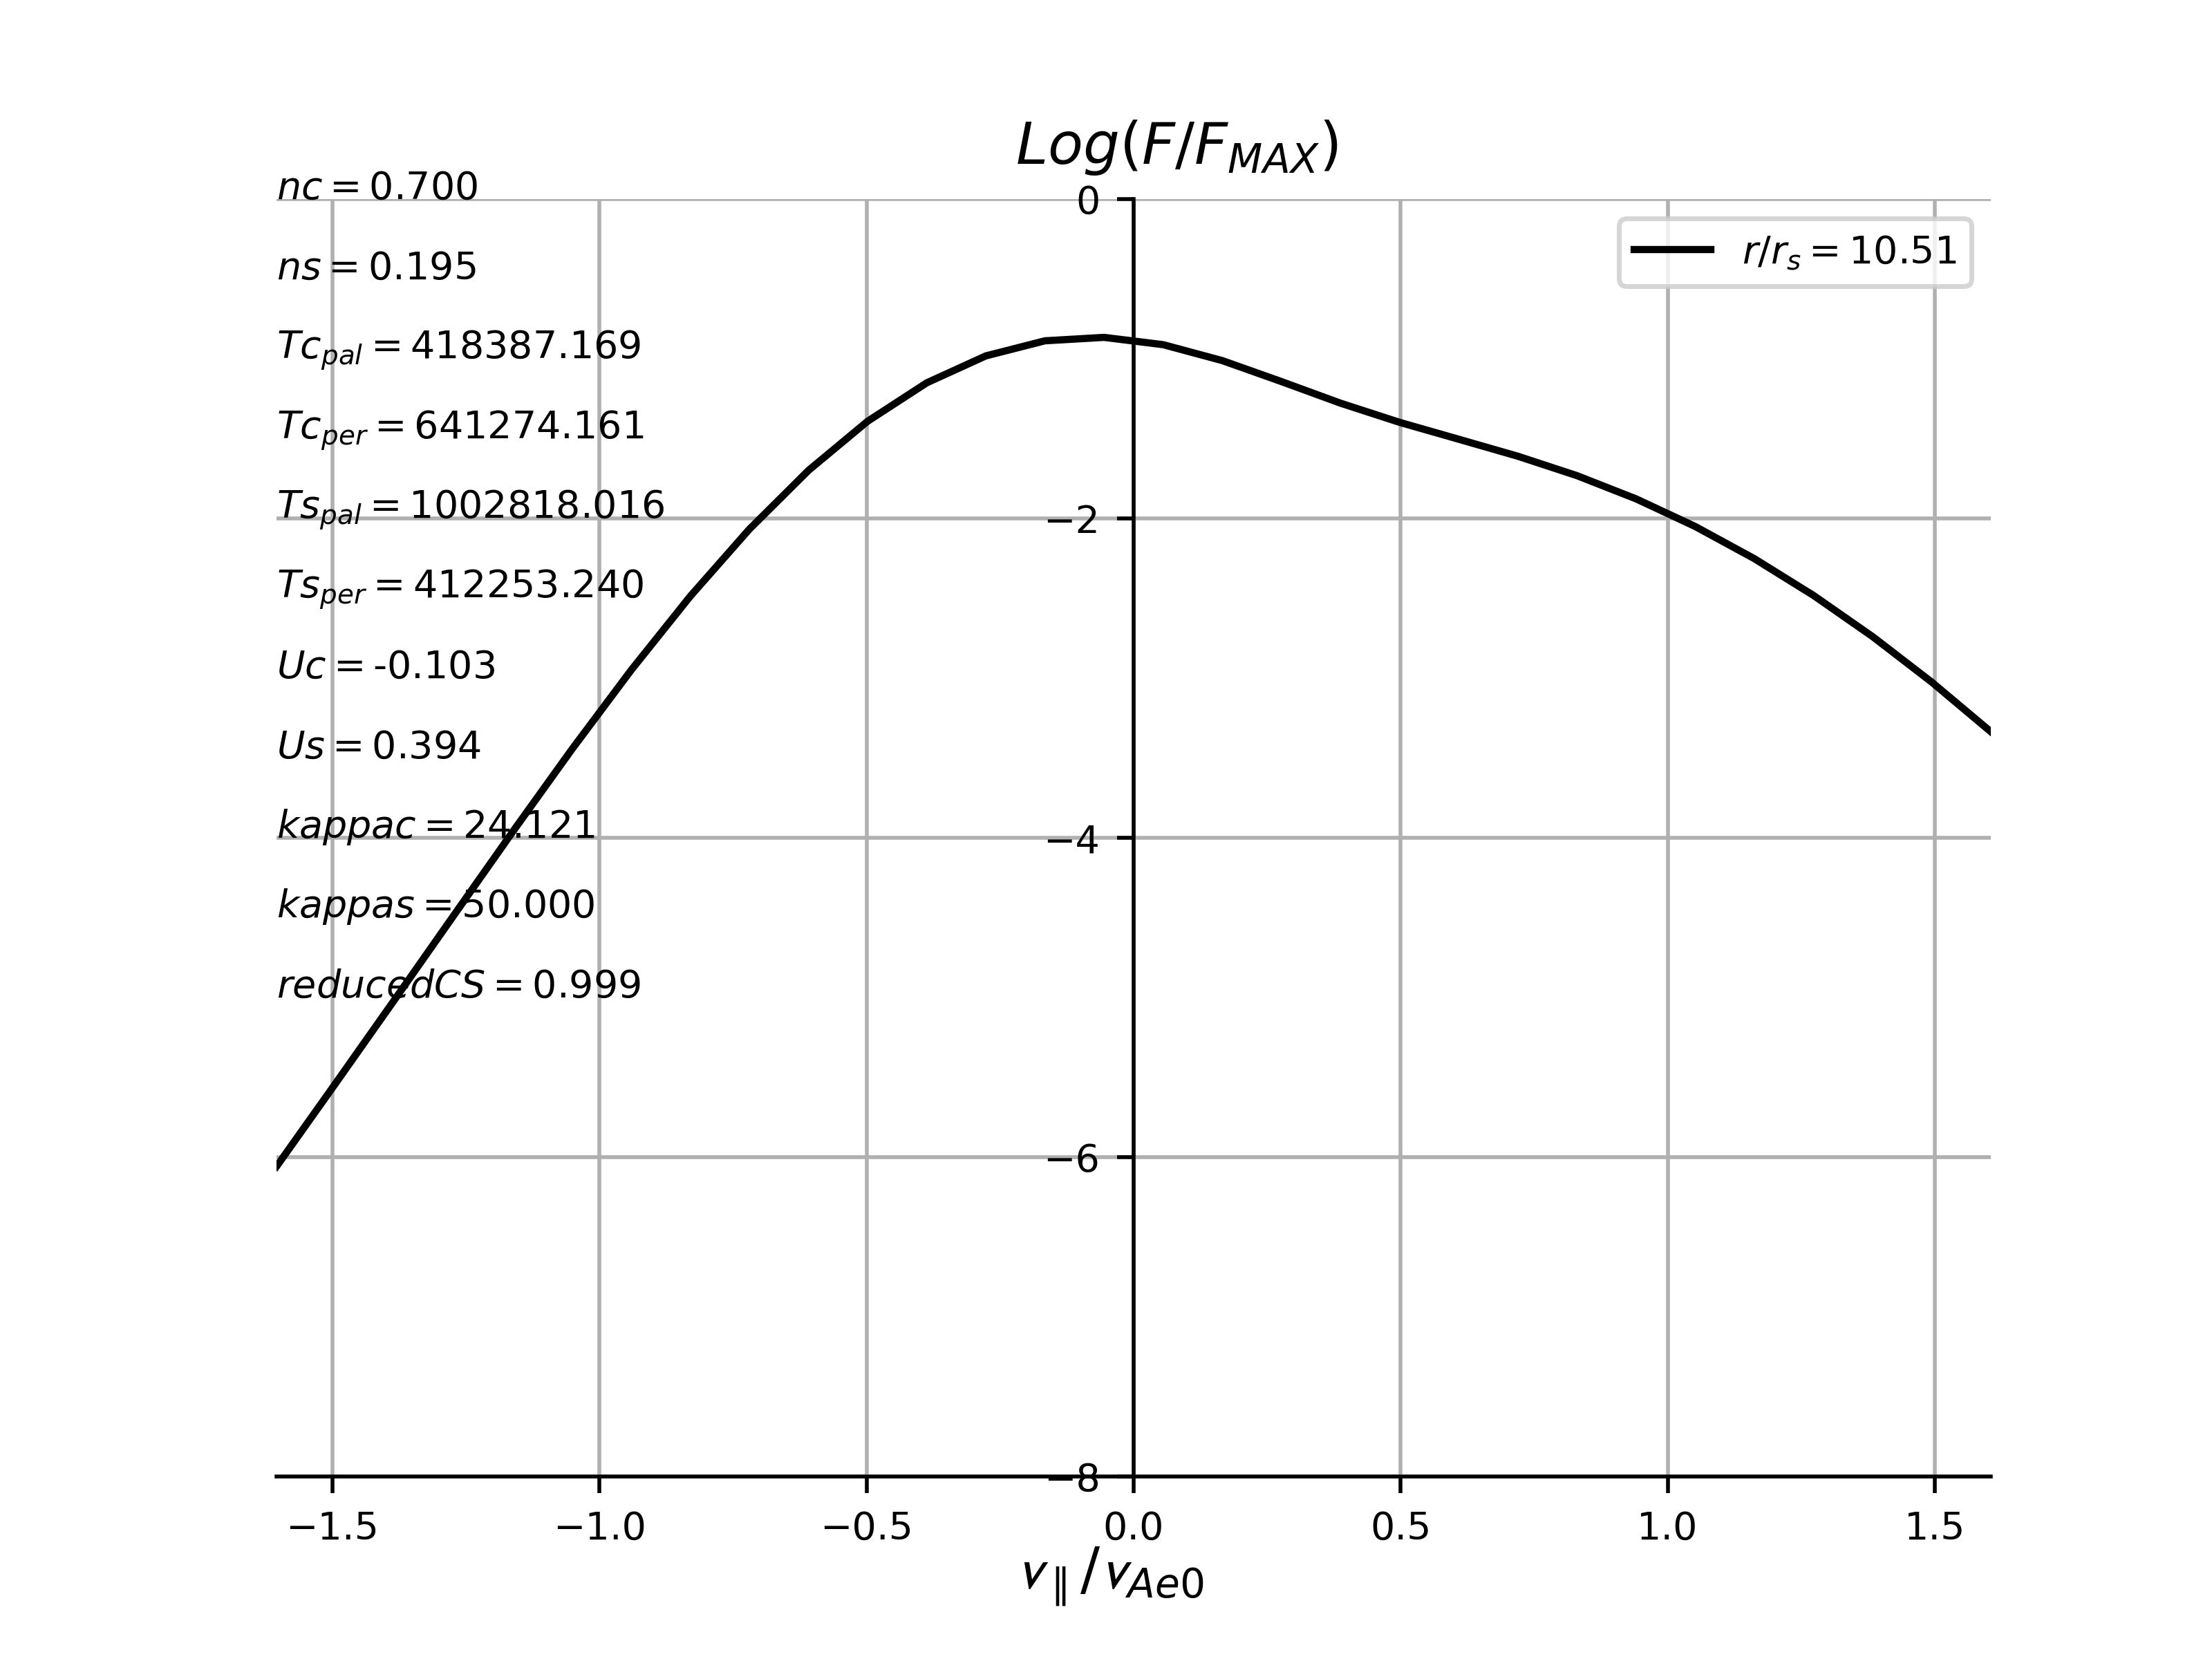 Log(F/F_MAX)
nc = 0.700
0
r/r_s = 10.51
ns = 0.195
Tc_pal = 418387.169
Tc_per = 641274.161
Ts_pal = 1002818.016
−2
Ts_per = 412253.240
Uc = -0.103
Us = 0.394
kappac = 24.121
−4
kappas = 50.000
reducedCS = 0.999
−6
−8
−1.5 −1.0 −0.5 0.0 0.5 1.0 1.5
v_∥/v_Ae0